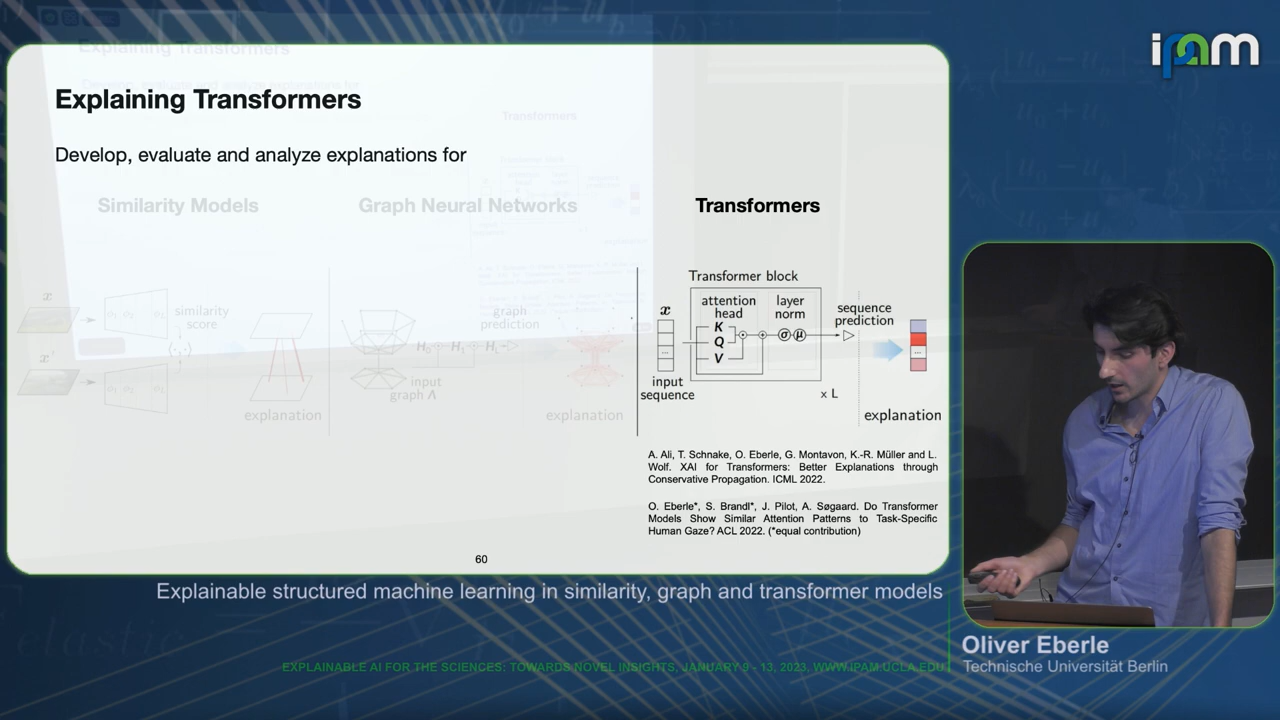 ipam
Explaining Transformers
Develop, evaluate and analyze explanations for
Similarity Models
Graph Neural Networks
Transformers
x
similarity
score
x'
explanation
graph
prediction
H₀
H₁
H_L
input
graph Λ
explanation
Transformer block
x
attention
head
layer
norm
K
Q
V
σ
μ
...
input
sequence
x L
sequence
prediction
...
explanation
A. Ali, T. Schnake, O. Eberle, G. Montavon, K.-R. Müller and L.
Wolf. XAI for Transformers: Better Explanations through
Conservative Propagation. ICML 2022.
O. Eberle*, S. Brandl*, J. Pilot, A. Søgaard. Do Transformer
Models Show Similar Attention Patterns to Task-Specific
Human Gaze? ACL 2022. (*equal contribution)
60
Explainable structured machine learning in similarity, graph and transformer models
Oliver Eberle
Technische Universität Berlin
EXPLAINABLE AI FOR THE SCIENCES: TOWARDS NOVEL INSIGHTS, JANUARY 9 - 13, 2023, WWW.IPAM.UCLA.EDU
elastic